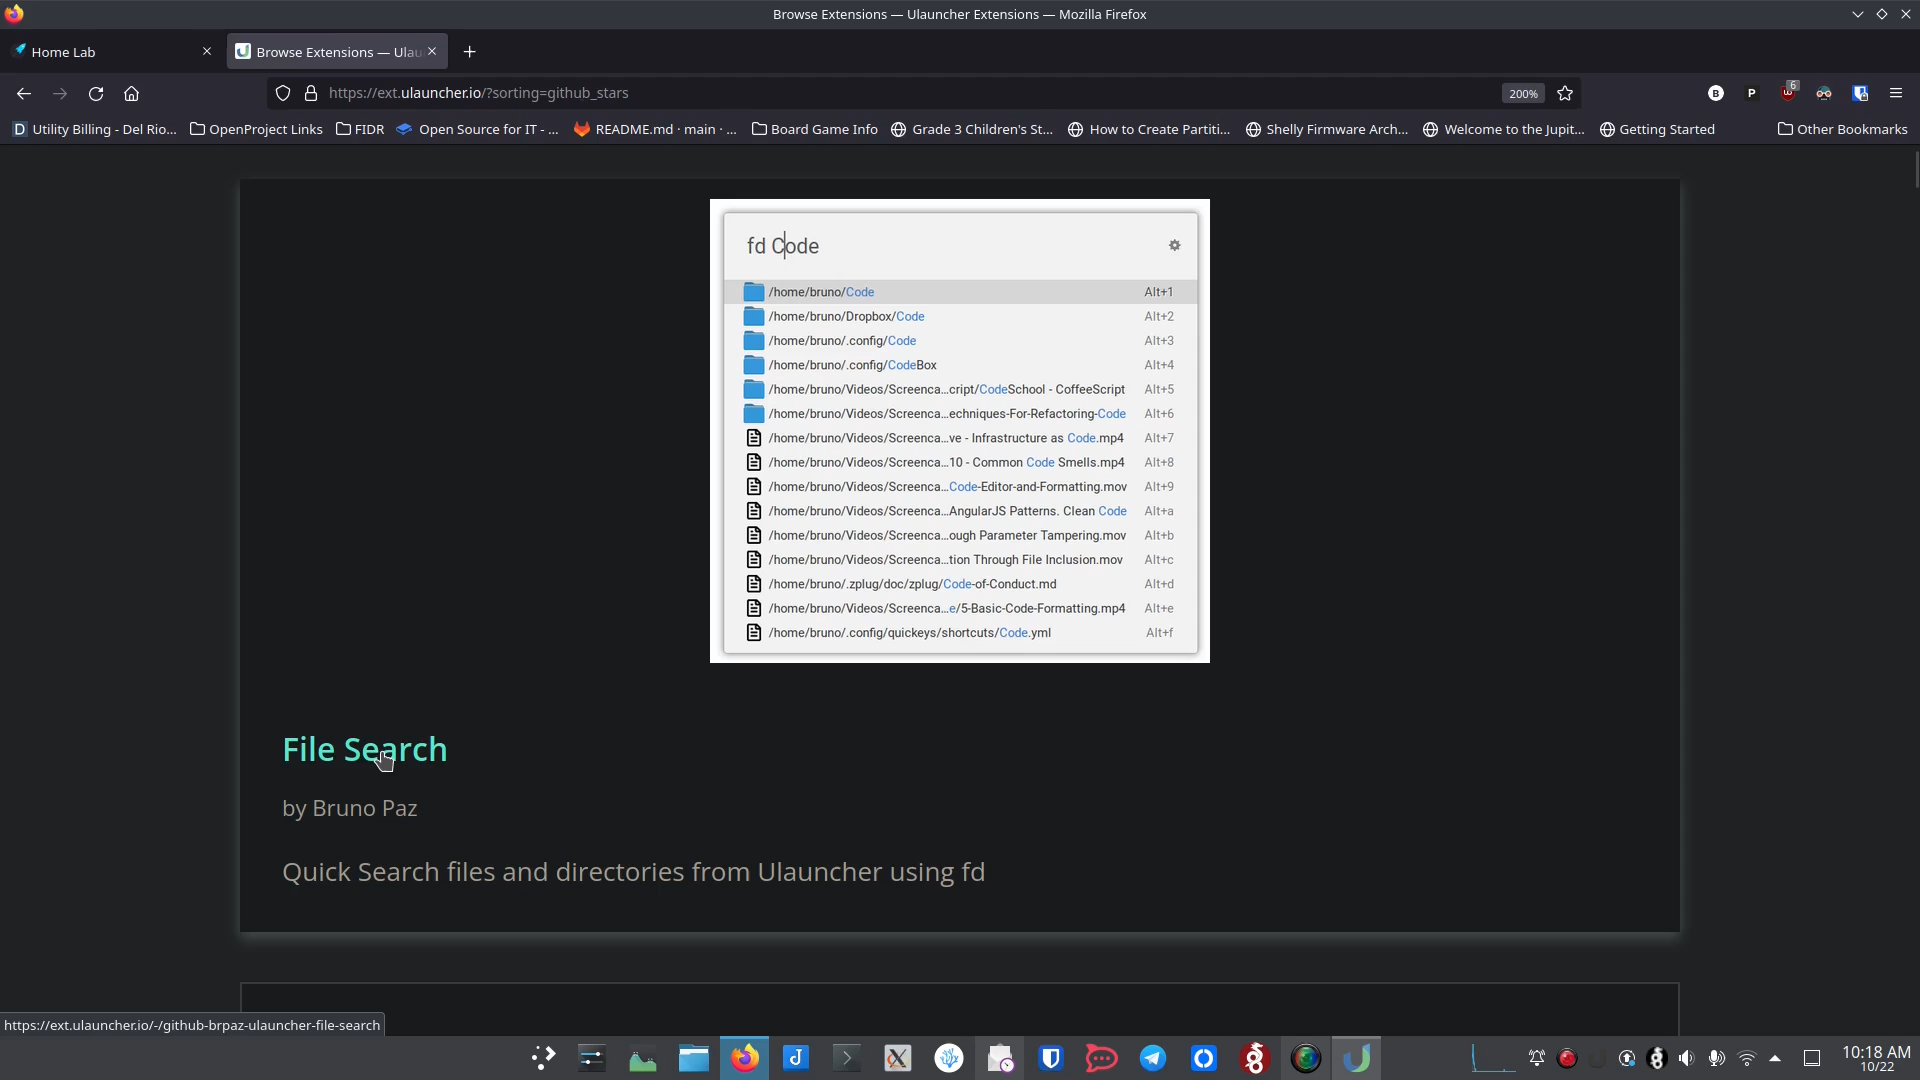 Browse Extensions — Ulauncher Extensions — Mozilla Firefox
Home Lab
Browse Extensions — Ulau
https://ext.ulauncher.io/?sorting=github_stars
200%
B
P
6
Utility Billing - Del Rio...
OpenProject Links
FIDR
Open Source for IT - ...
README.md · main · ...
Board Game Info
Grade 3 Children's St...
How to Create Partiti...
Shelly Firmware Arch...
Welcome to the Jupit...
Getting Started
Other Bookmarks
fd Code
/home/bruno/Code Alt+1
/home/bruno/Dropbox/Code Alt+2
/home/bruno/.config/Code Alt+3
/home/bruno/.config/CodeBox Alt+4
/home/bruno/Videos/Screenca...cript/CodeSchool - CoffeeScript Alt+5
/home/bruno/Videos/Screenca...echniques-For-Refactoring-Code Alt+6
/home/bruno/Videos/Screenca...ve - Infrastructure as Code.mp4 Alt+7
/home/bruno/Videos/Screenca...10 - Common Code Smells.mp4 Alt+8
/home/bruno/Videos/Screenca...Code-Editor-and-Formatting.mov Alt+9
/home/bruno/Videos/Screenca...AngularJS Patterns. Clean Code Alt+a
/home/bruno/Videos/Screenca...ough Parameter Tampering.mov Alt+b
/home/bruno/Videos/Screenca...tion Through File Inclusion.mov Alt+c
/home/bruno/.zplug/doc/zplug/Code-of-Conduct.md Alt+d
/home/bruno/Videos/Screenca...e/5-Basic-Code-Formatting.mp4 Alt+e
/home/bruno/.config/quickeys/shortcuts/Code.yml Alt+f
File Search
by Bruno Paz
Quick Search files and directories from Ulauncher using fd
https://ext.ulauncher.io/-/github-brpaz-ulauncher-file-search
10:18 AM
10/22